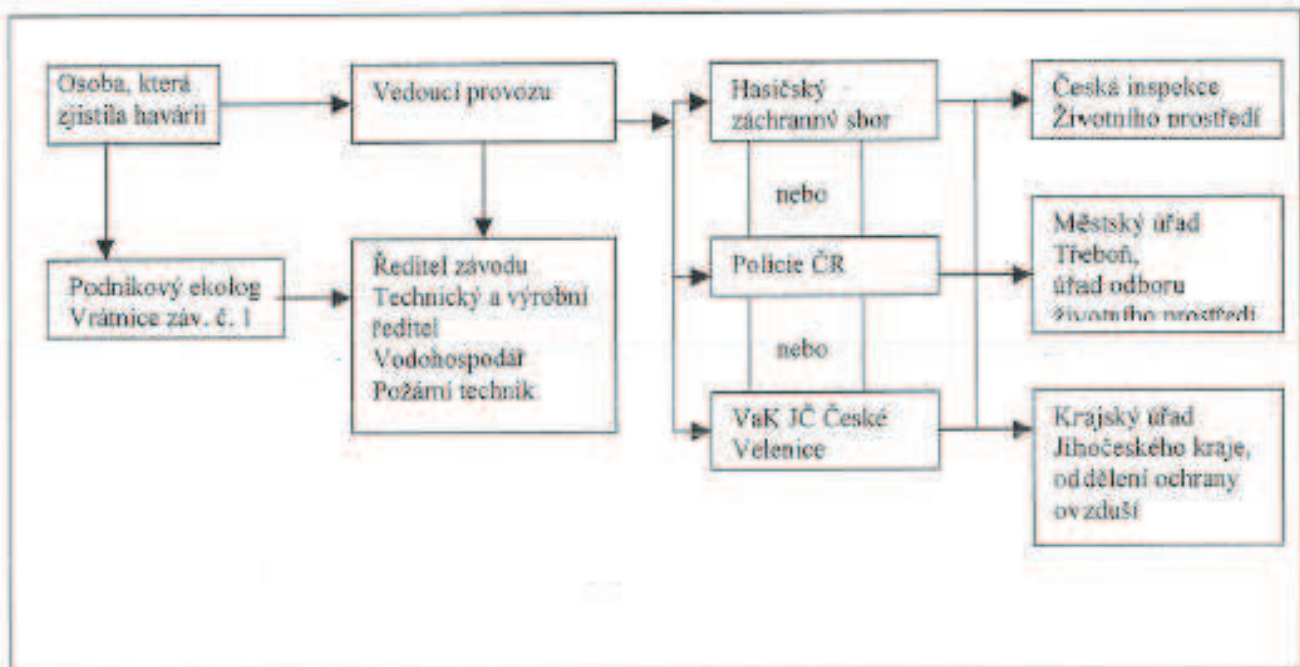 Osoba, která
zjistila havárii
Vedoucí provozu
Hasičský
záchranný sbor
Česká inspekce
Životního prostředí
nebo
Podnikový ekolog
Vrátnice záv. č. 1
Ředitel závodu
Technický a výrobní
ředitel
Vodohospodář
Požární technik
Policie ČR
Městský úřad
Třeboň,
úřad odboru
životního prostředí
nebo
VaK JČ České
Velenice
Krajský úřad
Jihočeského kraje,
oddělení ochrany
ovzduší